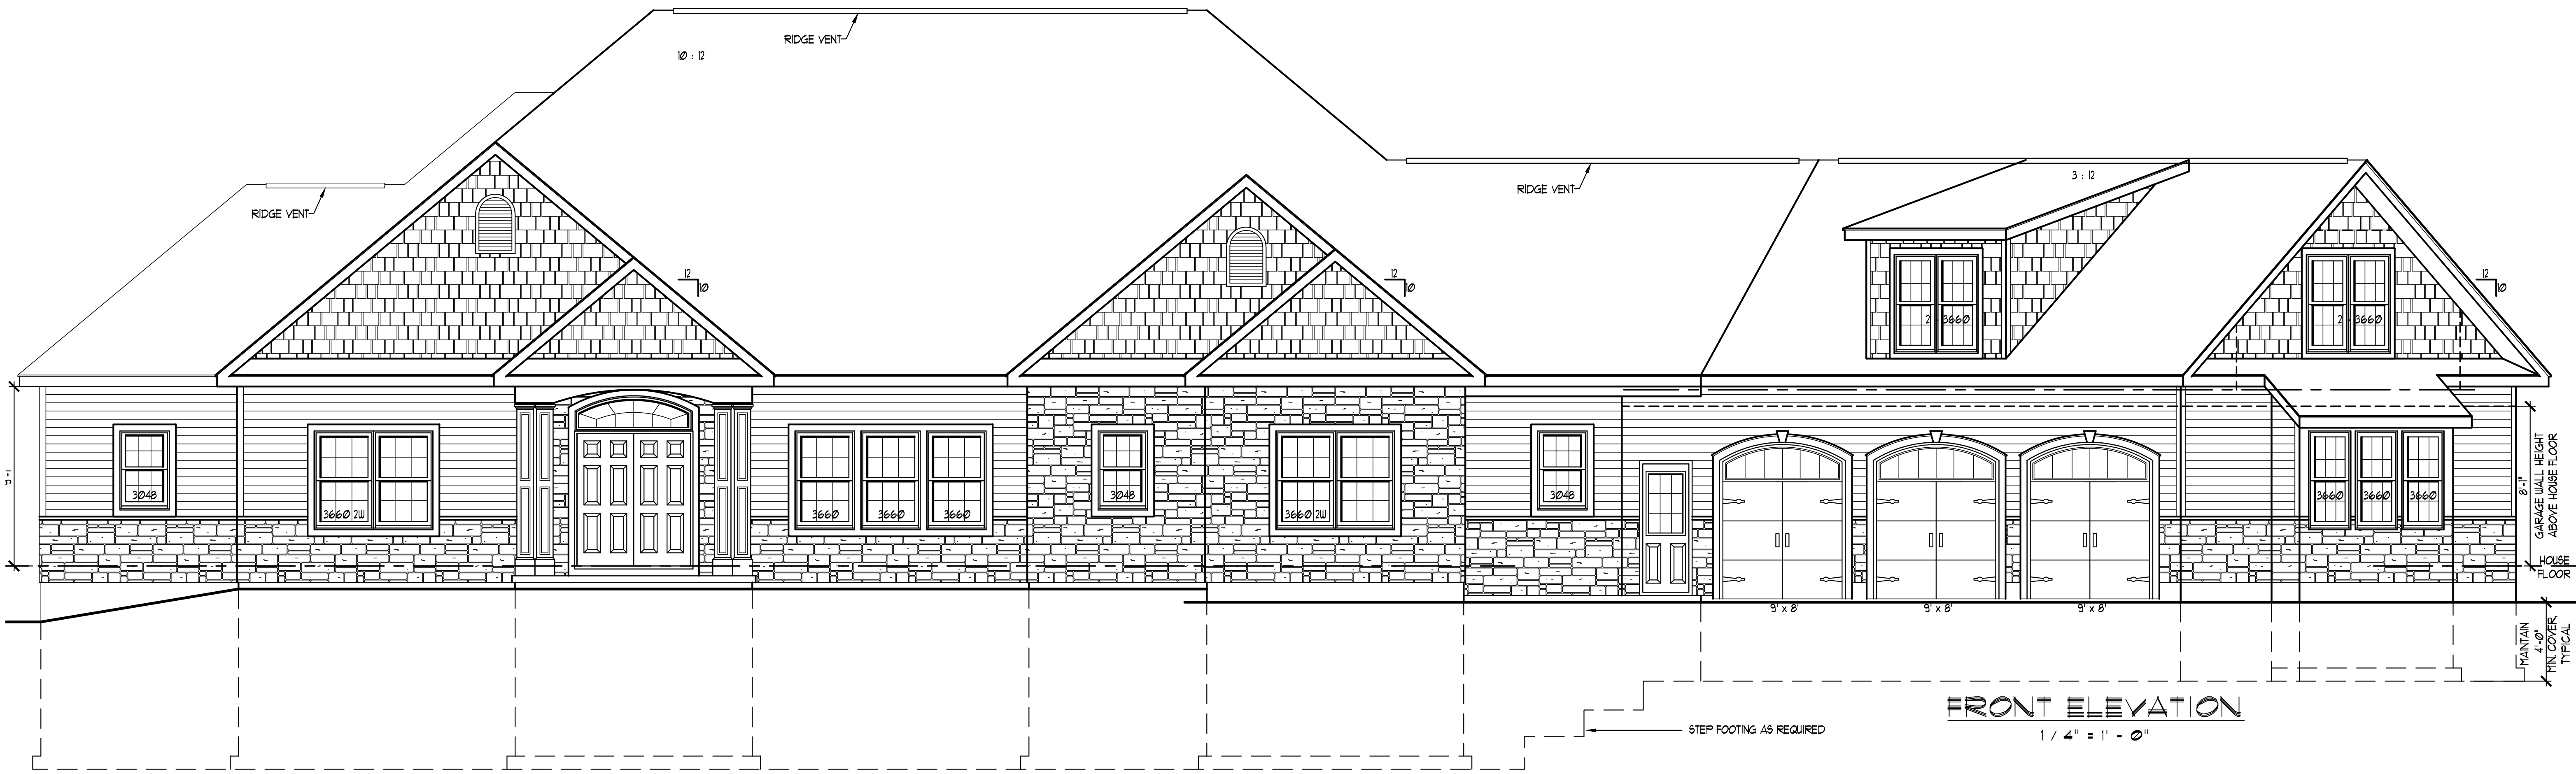 RIDGE VENT
10 : 12
RIDGE VENT
RIDGE VENT
3 : 12
12
10
12
10
12
10
2 - 3660
2 - 3660
3048
3660 2W
3660
3660
3660
3048
3660 2W
3048
3660
3660
3660
9'-1
8'-1"
GARAGE WALL HEIGHT
ABOVE HOUSE FLOOR
HOUSE
FLOOR
9' x 8'
9' x 8'
9' x 8'
MAINTAIN
4'-0"
MIN. COVER,
TYPICAL
STEP FOOTING AS REQUIRED
FRONT ELEVATION
1 / 4" = 1' - 0"